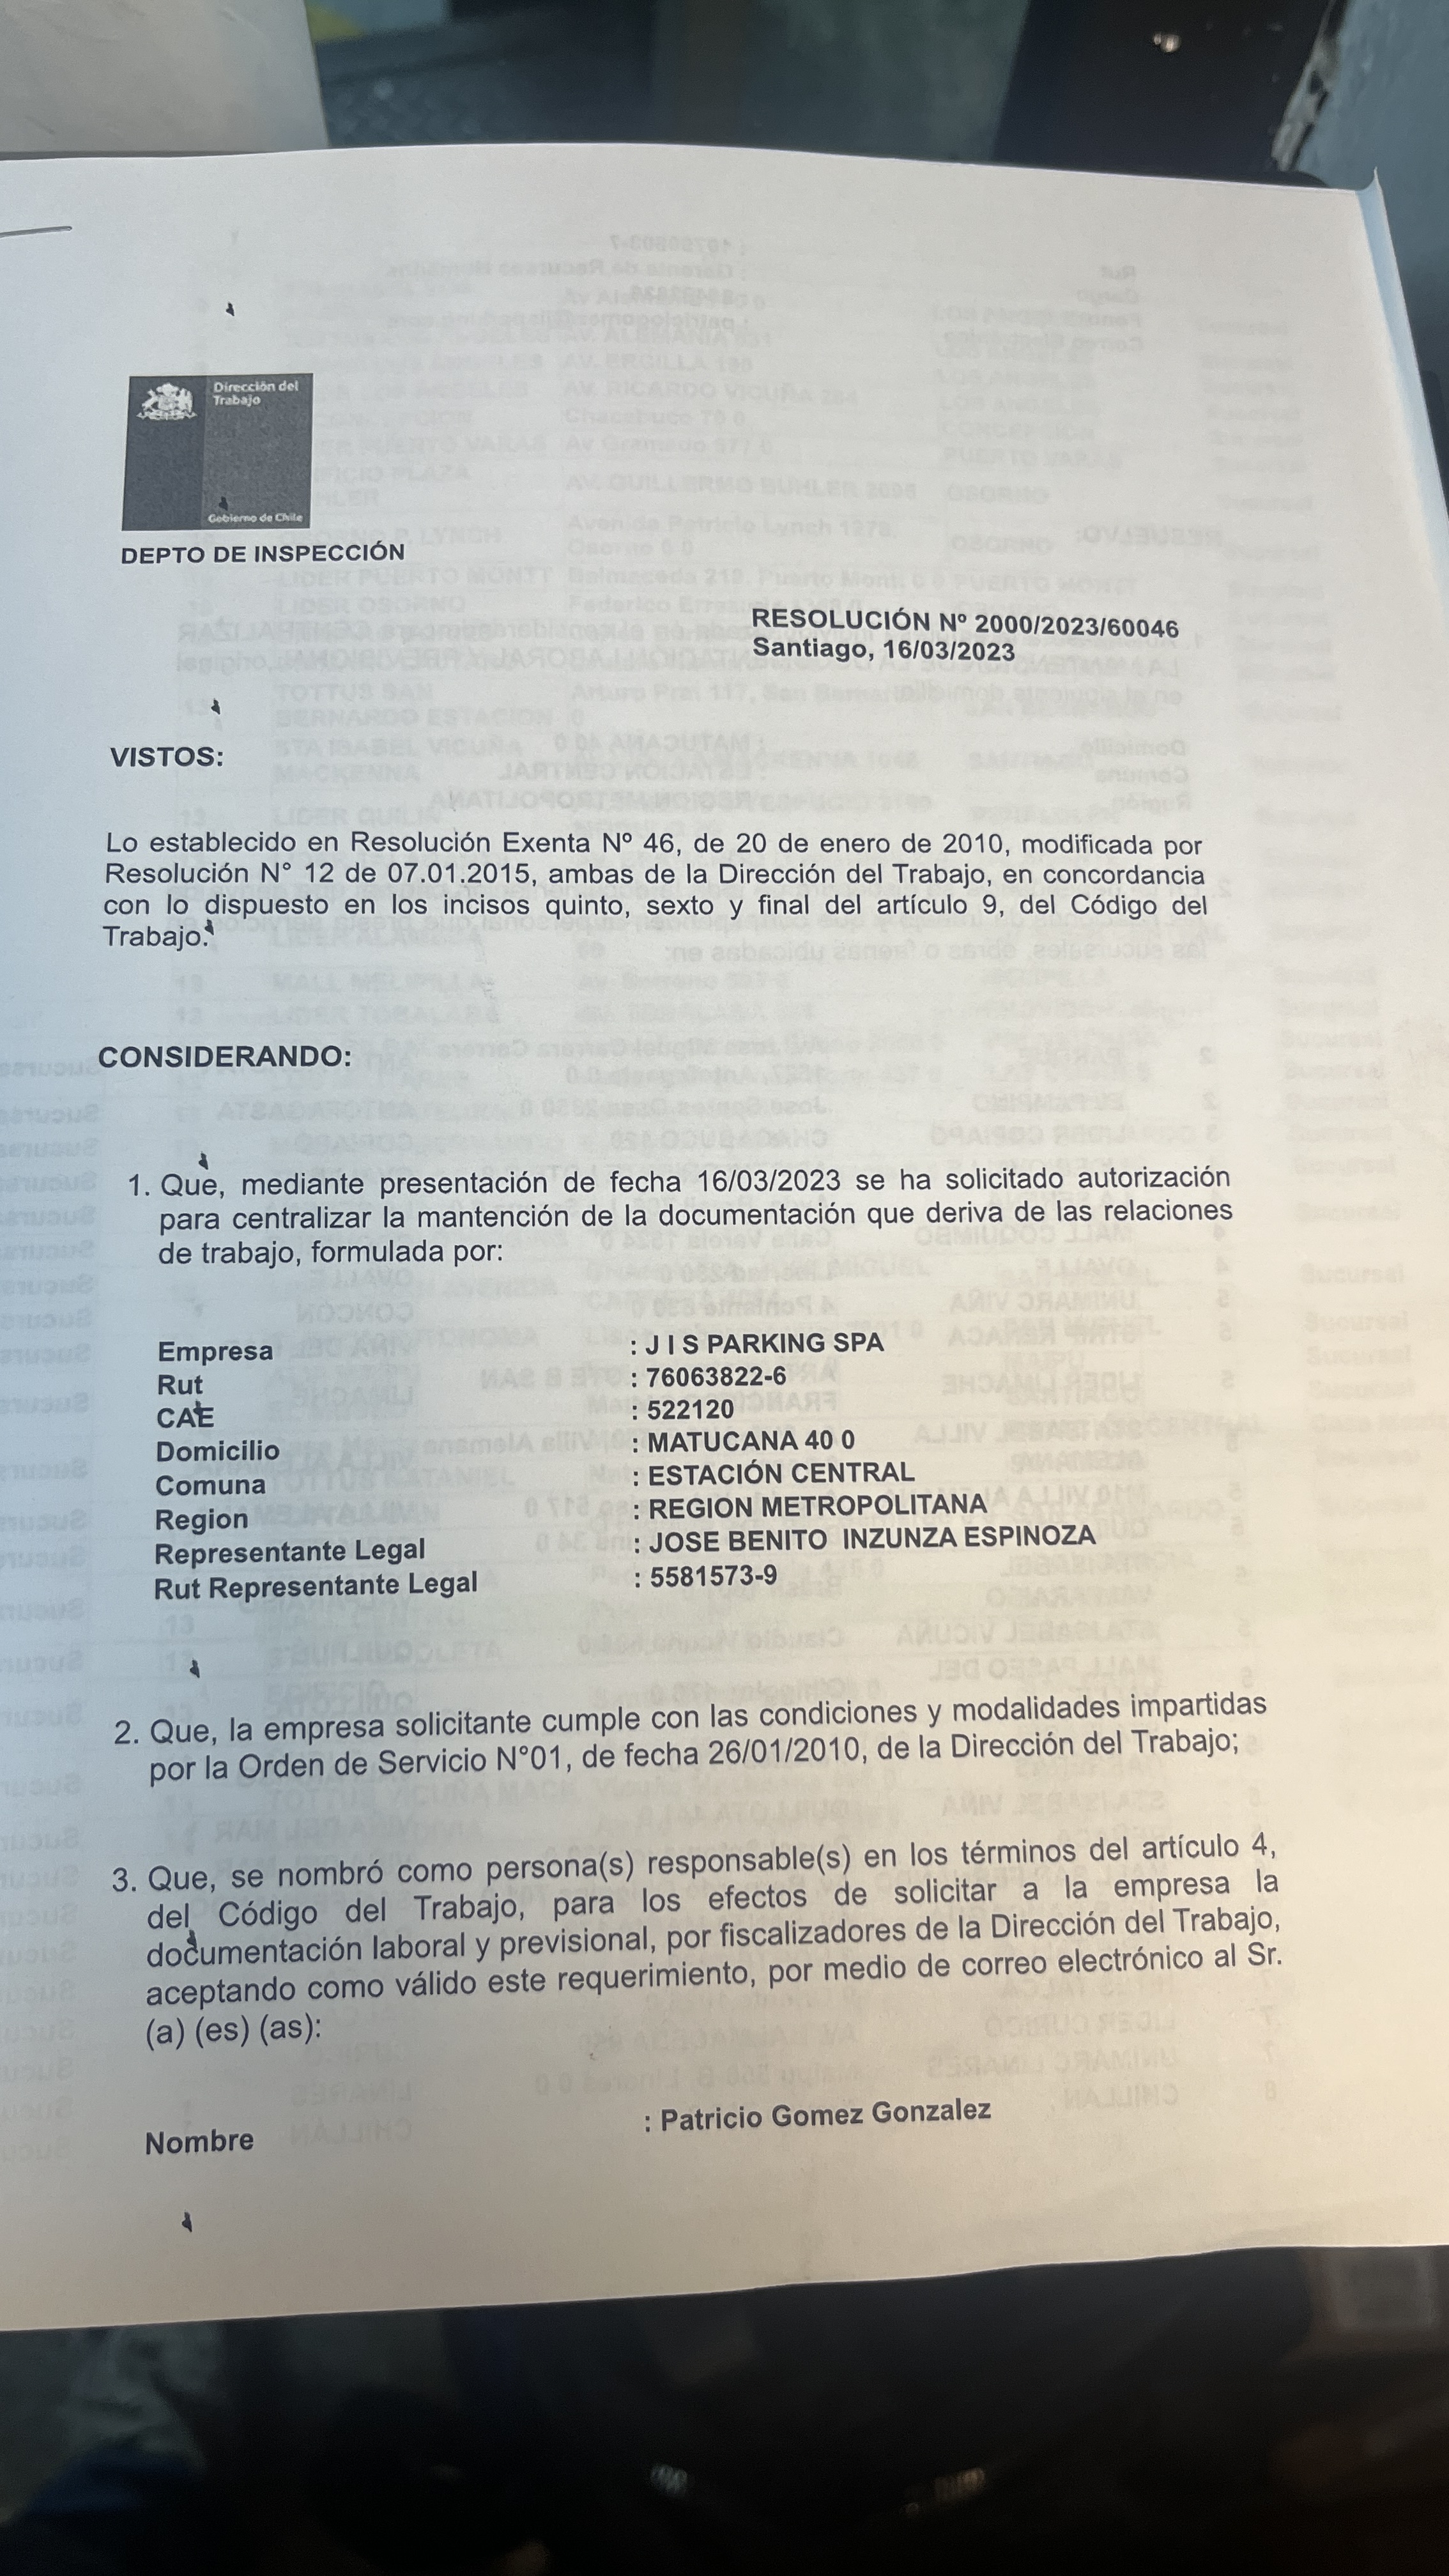 Dirección del
Trabajo
Gobierno de Chile
DEPTO DE INSPECCIÓN
RESOLUCIÓN Nº 2000/2023/60046
Santiago, 16/03/2023
VISTOS:
Lo establecido en Resolución Exenta Nº 46, de 20 de enero de 2010, modificada por
Resolución N° 12 de 07.01.2015, ambas de la Dirección del Trabajo, en concordancia
con lo dispuesto en los incisos quinto, sexto y final del artículo 9, del Código del
Trabajo.
CONSIDERANDO:
1. Que, mediante presentación de fecha 16/03/2023 se ha solicitado autorización
para centralizar la mantención de la documentación que deriva de las relaciones
de trabajo, formulada por:
Empresa : J I S PARKING SPA
Rut : 76063822-6
CAE : 522120
Domicilio : MATUCANA 40 0
Comuna : ESTACIÓN CENTRAL
Region : REGION METROPOLITANA
Representante Legal : JOSE BENITO INZUNZA ESPINOZA
Rut Representante Legal : 5581573-9
2. Que, la empresa solicitante cumple con las condiciones y modalidades impartidas
por la Orden de Servicio N°01, de fecha 26/01/2010, de la Dirección del Trabajo;
3. Que, se nombró como persona(s) responsable(s) en los términos del artículo 4,
del Código del Trabajo, para los efectos de solicitar a la empresa la
documentación laboral y previsional, por fiscalizadores de la Dirección del Trabajo,
aceptando como válido este requerimiento, por medio de correo electrónico al Sr.
(a) (es) (as):
Nombre : Patricio Gomez Gonzalez